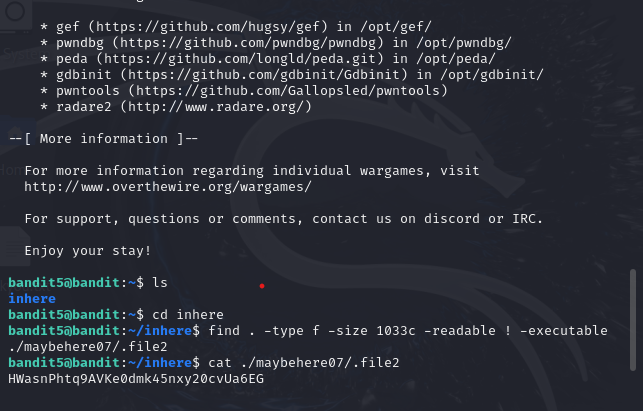 * gef (https://github.com/hugsy/gef) in /opt/gef/
* pwndbg (https://github.com/pwndbg/pwndbg) in /opt/pwndbg/
* peda (https://github.com/longld/peda.git) in /opt/peda/
* gdbinit (https://github.com/gdbinit/Gdbinit) in /opt/gdbinit/
* pwntools (https://github.com/Gallopsled/pwntools)
* radare2 (http://www.radare.org/)
--[ More information ]--
For more information regarding individual wargames, visit
http://www.overthewire.org/wargames/
For support, questions or comments, contact us on discord or IRC.
Enjoy your stay!
bandit5@bandit:~$ ls
inhere
bandit5@bandit:~$ cd inhere
bandit5@bandit:~/inhere$ find . -type f -size 1033c -readable ! -executable
./maybehere07/.file2
bandit5@bandit:~/inhere$ cat ./maybehere07/.file2
HWasnPhtq9AVKe0dmk45nxy20cvUa6EG